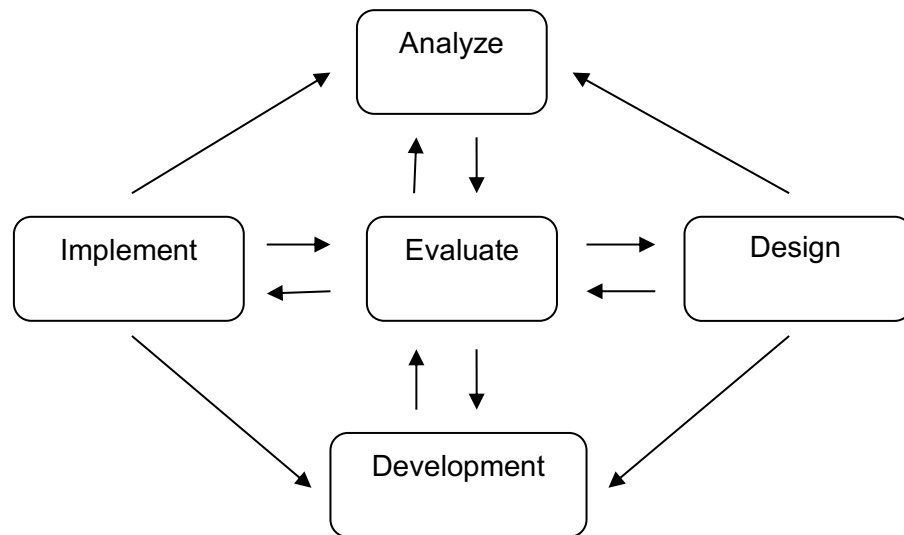 Analyze
Implement
Evaluate
Design
Development